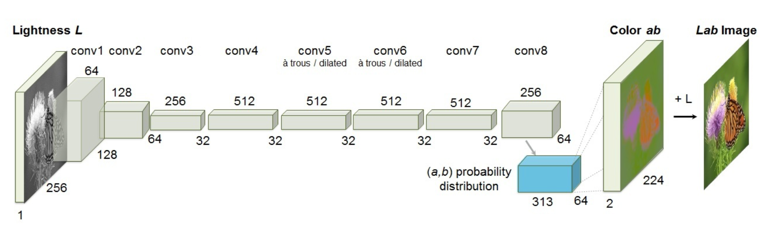 Lightness L
conv1 conv2 conv3 conv4 conv5 conv6 conv7 conv8
à trous / dilated à trous / dilated
Color ab
Lab Image
64
128
256
512
512
512
512
256
+ L
128
64
32
32
32
32
32
64
256
1
(a,b) probability
distribution
313
64
2
224